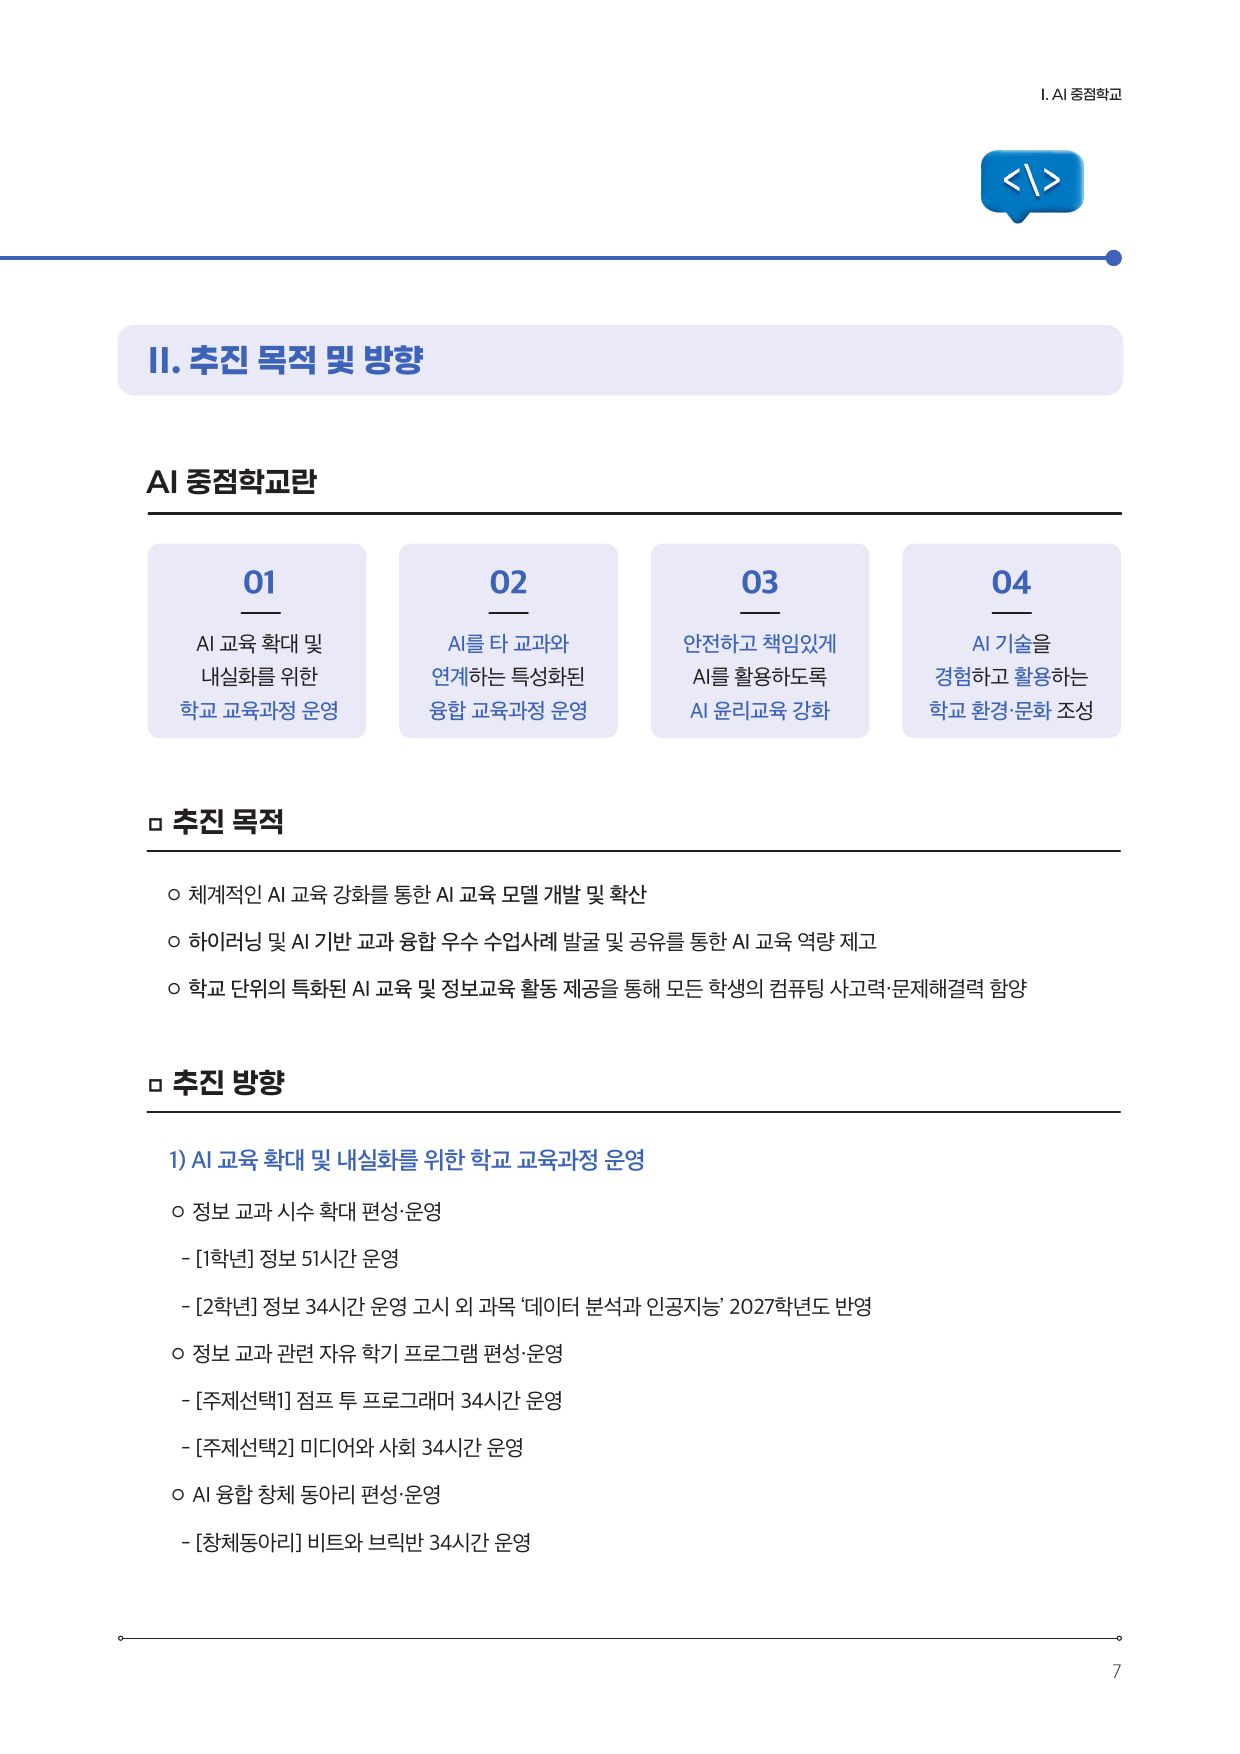 I. AI 중점학교
<\>
II. 추진 목적 및 방향
AI 중점학교란
01
AI 교육 확대 및
내실화를 위한
학교 교육과정 운영
02
AI를 타 교과와
연계하는 특성화된
융합 교육과정 운영
03
안전하고 책임있게
AI를 활용하도록
AI 윤리교육 강화
04
AI 기술을
경험하고 활용하는
학교 환경·문화 조성
□ 추진 목적
○ 체계적인 AI 교육 강화를 통한 AI 교육 모델 개발 및 확산
○ 하이러닝 및 AI 기반 교과 융합 우수 수업사례 발굴 및 공유를 통한 AI 교육 역량 제고
○ 학교 단위의 특화된 AI 교육 및 정보교육 활동 제공을 통해 모든 학생의 컴퓨팅 사고력·문제해결력 함양
□ 추진 방향
1) AI 교육 확대 및 내실화를 위한 학교 교육과정 운영
○ 정보 교과 시수 확대 편성·운영
- [1학년] 정보 51시간 운영
- [2학년] 정보 34시간 운영 고시 외 과목 ‘데이터 분석과 인공지능’ 2027학년도 반영
○ 정보 교과 관련 자유 학기 프로그램 편성·운영
- [주제선택1] 점프 투 프로그래머 34시간 운영
- [주제선택2] 미디어와 사회 34시간 운영
○ AI 융합 창체 동아리 편성·운영
- [창체동아리] 비트와 브릭반 34시간 운영
7